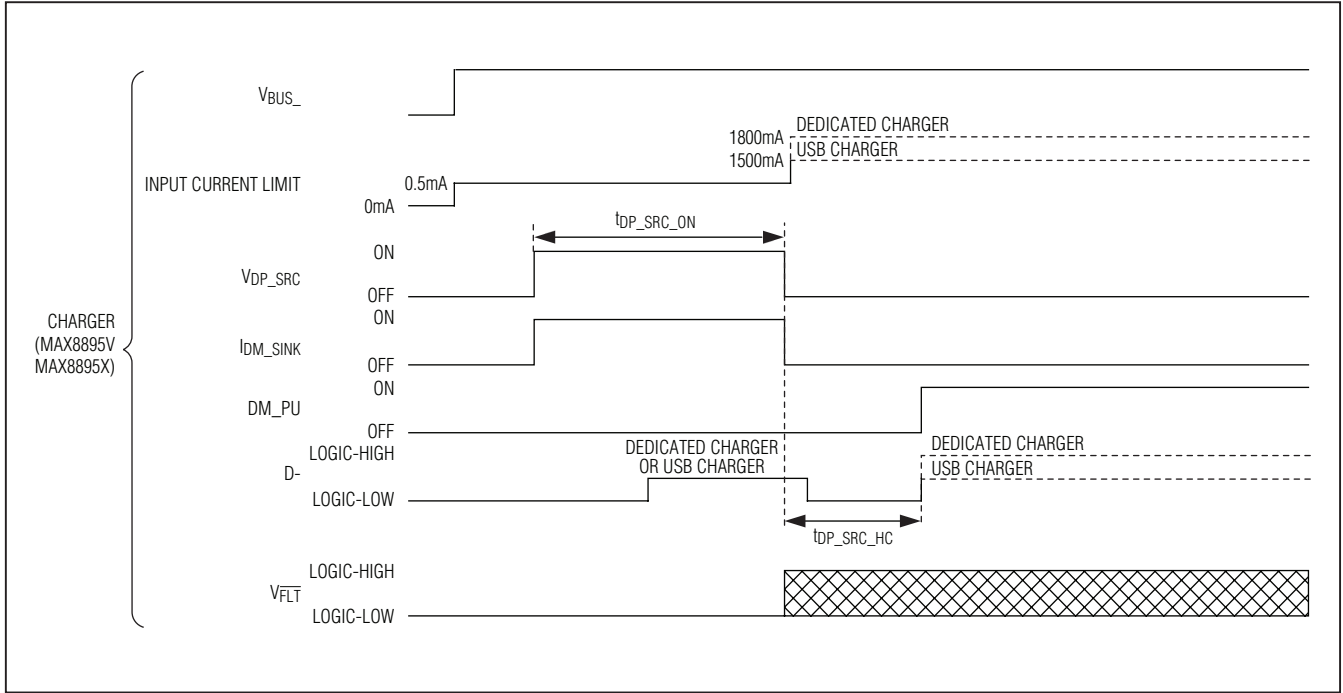 VBUS_
1800mA
DEDICATED CHARGER
1500mA
USB CHARGER
INPUT CURRENT LIMIT
0.5mA
0mA
tDP_SRC_ON
ON
VDP_SRC
OFF
ON
IDM_SINK
OFF
CHARGER
(MAX8895V
MAX8895X)
ON
DM_PU
OFF
LOGIC-HIGH
D-
LOGIC-LOW
DEDICATED CHARGER
OR USB CHARGER
DEDICATED CHARGER
USB CHARGER
tDP_SRC_HC
LOGIC-HIGH
VFLT
LOGIC-LOW